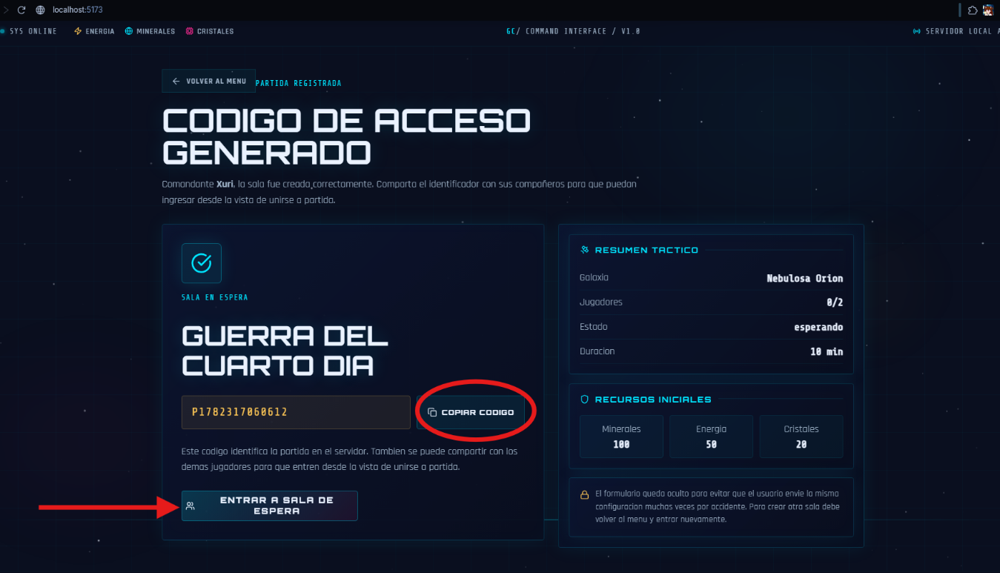 localhost:5173
SYS ONLINE
ENERGIA
MINERALES
CRISTALES
GC/ COMMAND INTERFACE / V1.0
SERVIDOR LOCAL A
VOLVER AL MENU
PARTIDA REGISTRADA
CODIGO DE ACCESO
GENERADO
Comandante Xuri, la sala fue creada correctamente. Comparta el identificador con sus compañeros para que puedan
ingresar desde la vista de unirse a partida.
SALA EN ESPERA
GUERRA DEL
CUARTO DIA
P1782317060612
COPIAR CODIGO
Este codigo identifica la partida en el servidor. Tambien se puede compartir con los
demas jugadores para que entren desde la vista de unirse a partida.
ENTRAR A SALA DE
ESPERA
RESUMEN TACTICO
Galaxia
Nebulosa Orion
Jugadores
0/2
Estado
esperando
Duracion
10 min
RECURSOS INICIALES
Minerales
100
Energia
50
Cristales
20
El formulario queda oculto para evitar que el usuario envie la misma
configuracion muchas veces por accidente. Para crear otra sala debe
volver al menu y entrar nuevamente.